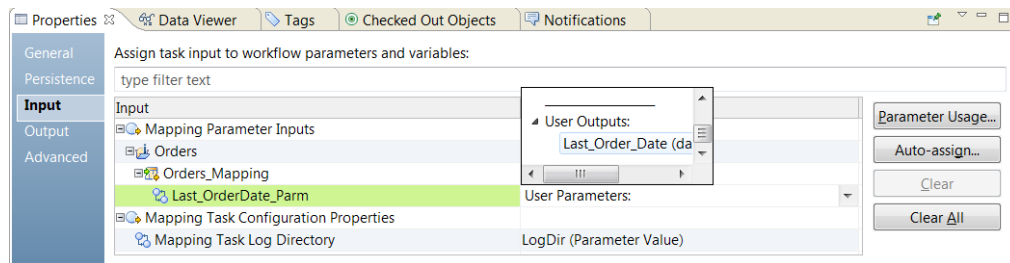 Properties Data Viewer Tags Checked Out Objects Notifications
General
Persistence
Input
Output
Advanced
Assign task input to workflow parameters and variables:
type filter text
Input
Mapping Parameter Inputs
Orders
Orders_Mapping
Last_OrderDate_Parm
User Parameters:
Mapping Task Configuration Properties
Mapping Task Log Directory
LogDir (Parameter Value)
User Outputs:
Last_Order_Date (da
Parameter Usage...
Auto-assign...
Clear
Clear All